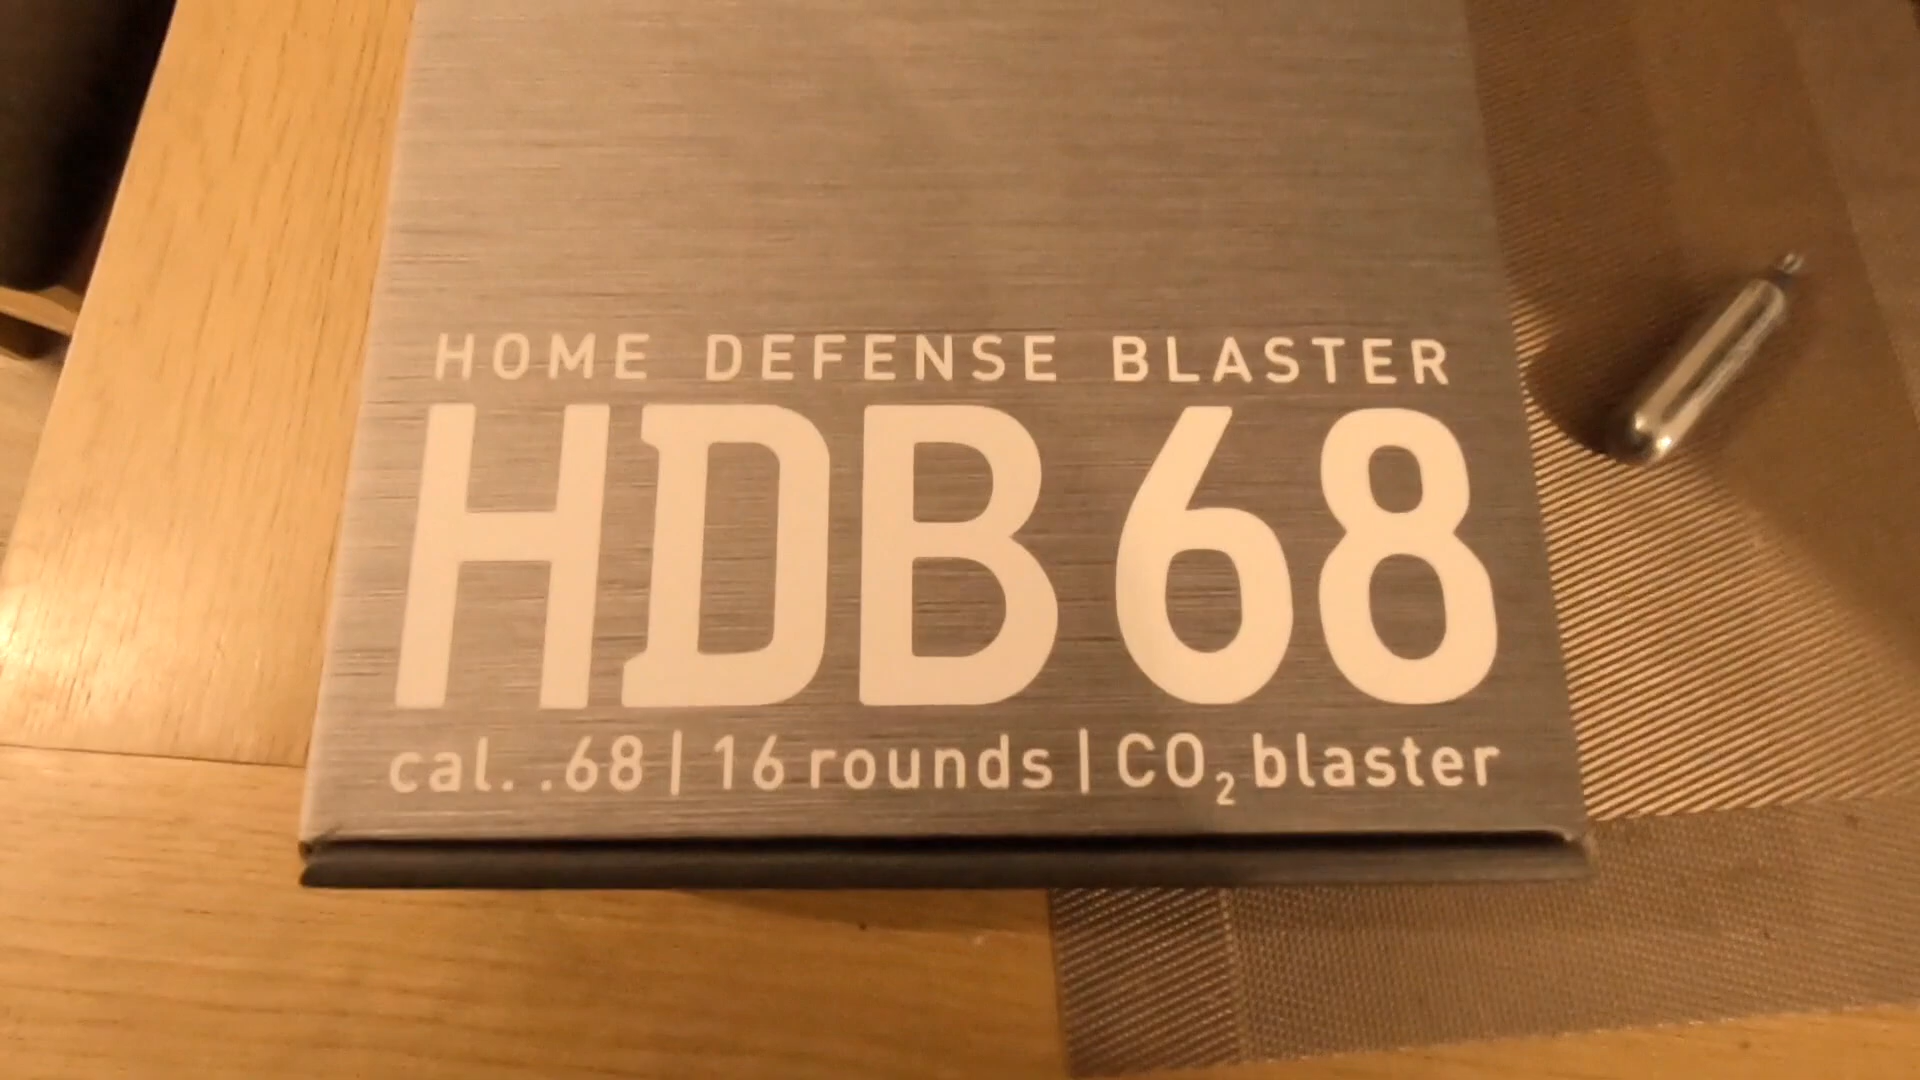 HOME DEFENSE BLASTER
HDB 68
cal. .68 | 16 rounds | CO₂ blaster